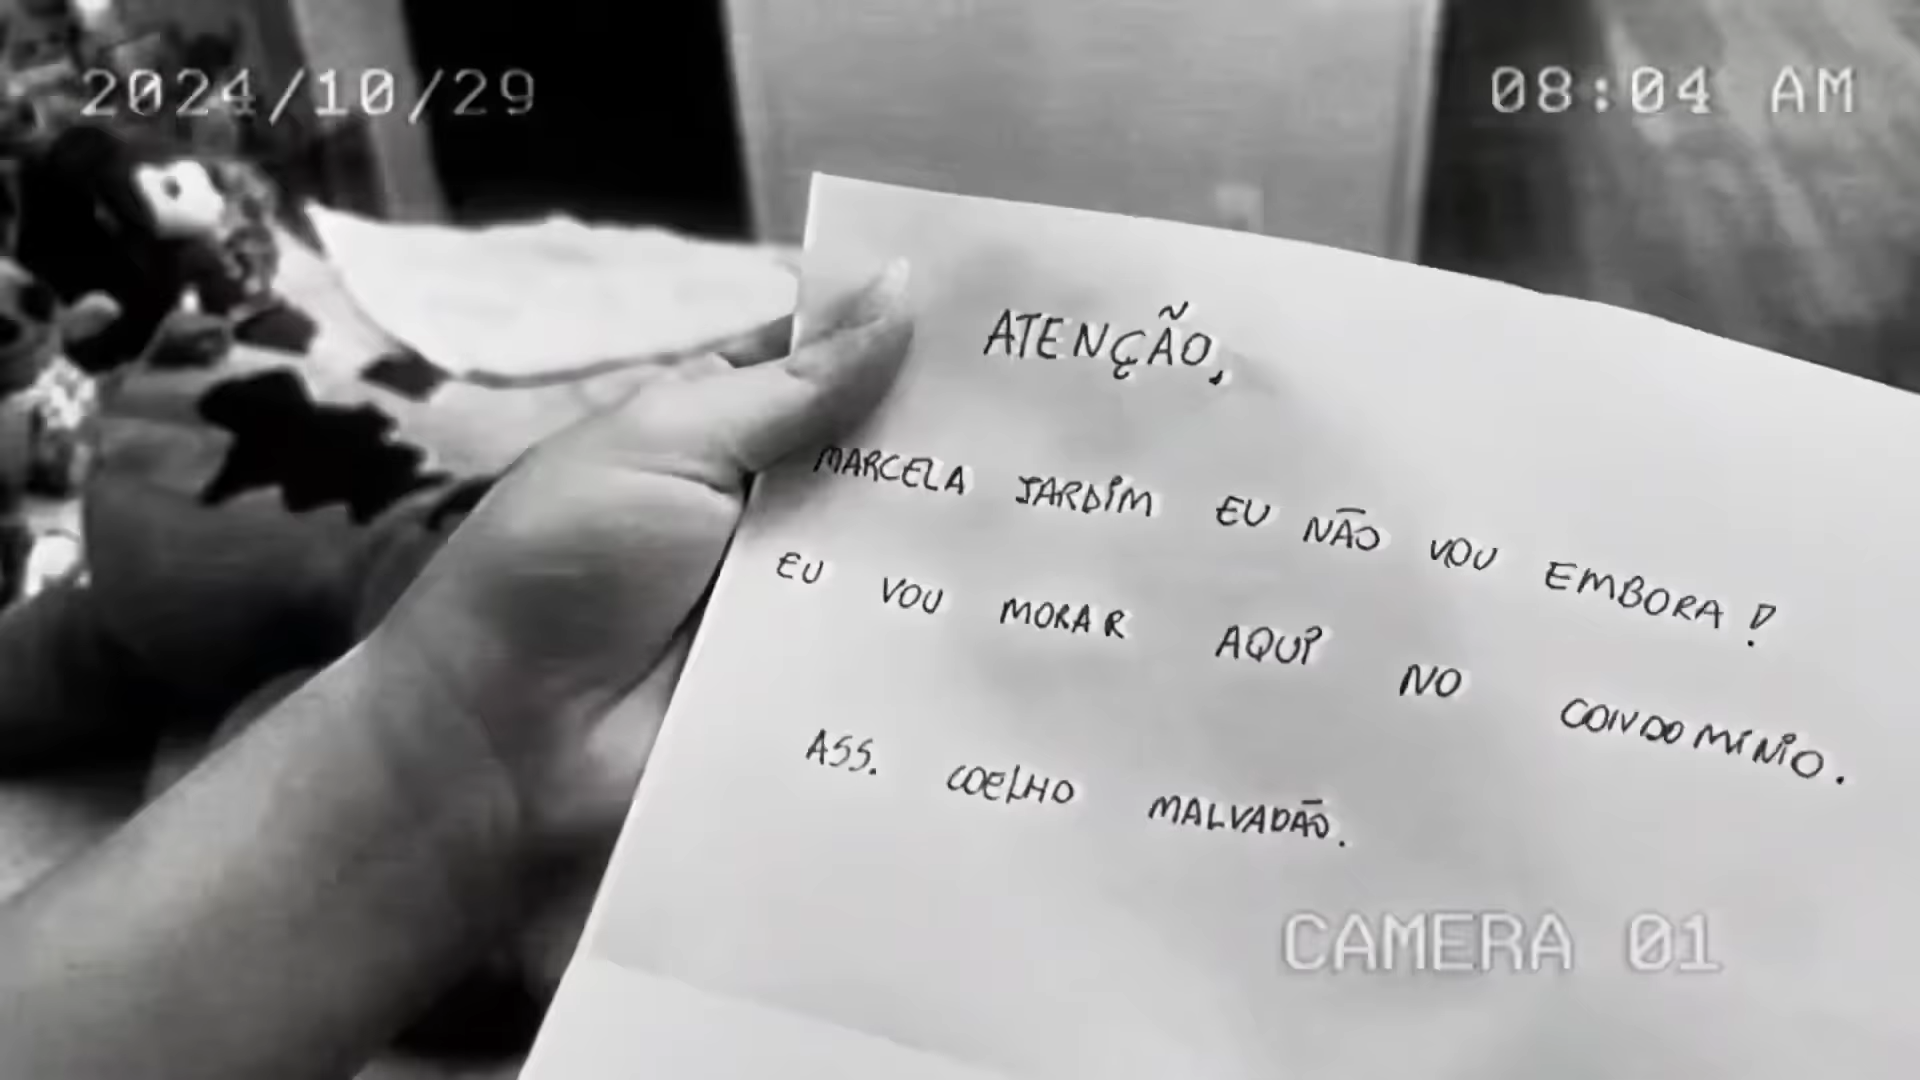 2024/10/29
08:04 AM
ATENÇÃO,
MARCELA JARDIM EU NÃO VOU EMBORA!
EU VOU MORAR AQUI NO CONDOMÍNIO.
ASS. COELHO MALVADÃO.
CAMERA 01